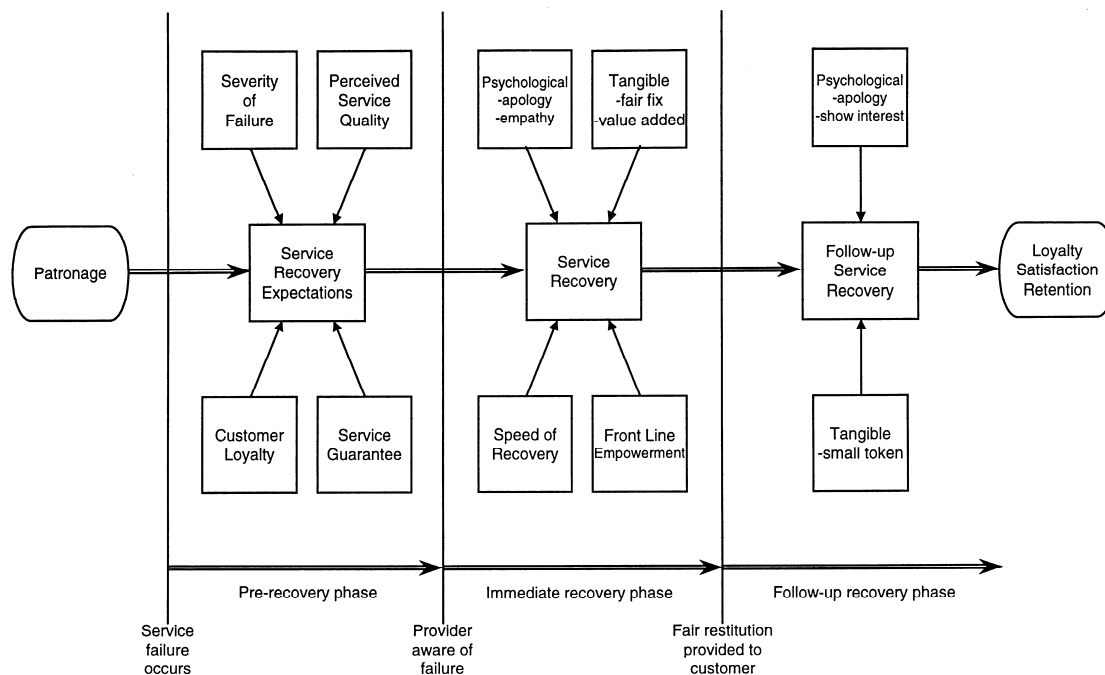 Severity
of
Failure
Perceived
Service
Quality
Psychological
-apology
-empathy
Tangible
-fair fix
-value added
Psychological
-apology
-show interest
Patronage
Service
Recovery
Expectations
Service
Recovery
Follow-up
Service
Recovery
Loyalty
Satisfaction
Retention
Customer
Loyalty
Service
Guarantee
Speed of
Recovery
Front Line
Empowerment
Tangible
-small token
Pre-recovery phase
Immediate recovery phase
Follow-up recovery phase
Service
failure
occurs
Provider
aware of
failure
Fair restitution
provided to
customer